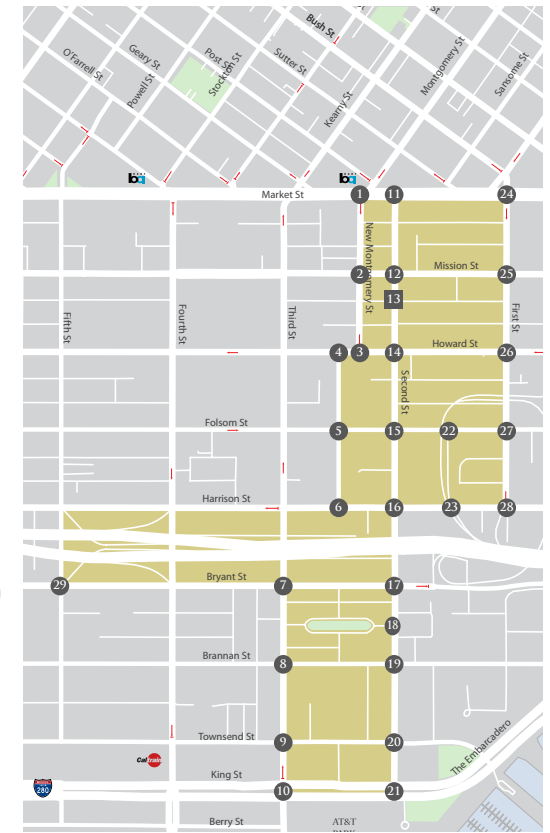 Bush St
Geary St
Post St
O'Farrell St
Powell St
Stockton St
Sutter St
Kearny St
Montgomery St
Sansome St
ba
ba
Market St
1
11
24
New Montgomery St
2
12
Mission St
25
13
Fifth St
Fourth St
Third St
First St
4
3
14
Howard St
26
Second St
Folsom St
5
15
22
27
Harrison St
6
16
23
28
Bryant St
29
7
17
18
Brannan St
8
19
Townsend St
9
20
The Embarcadero
Caltrain
King St
280
10
21
Berry St
AT&T
PARK